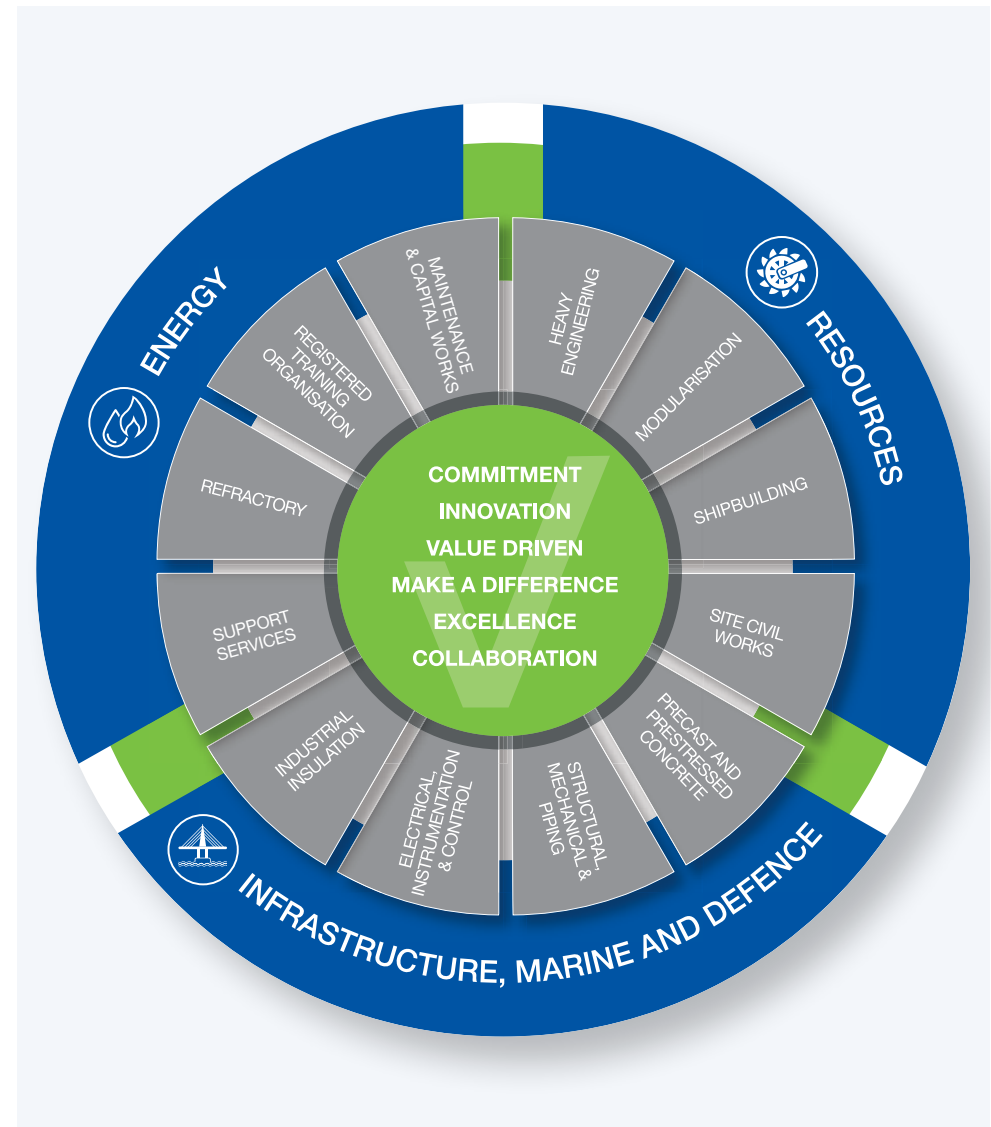 ENERGY
RESOURCES
INFRASTRUCTURE, MARINE AND DEFENCE
MAINTENANCE
& CAPITAL WORKS
HEAVY
ENGINEERING
MODULARISATION
SHIPBUILDING
SITE CIVIL
WORKS
PRECAST AND
PRESTRESSED
CONCRETE
STRUCTURAL,
MECHANICAL &
PIPING
ELECTRICAL,
INSTRUMENTATION
& CONTROL
INDUSTRIAL
INSULATION
SUPPORT
SERVICES
REFRACTORY
REGISTERED
TRAINING
ORGANISATION
COMMITMENT
INNOVATION
VALUE DRIVEN
MAKE A DIFFERENCE
EXCELLENCE
COLLABORATION